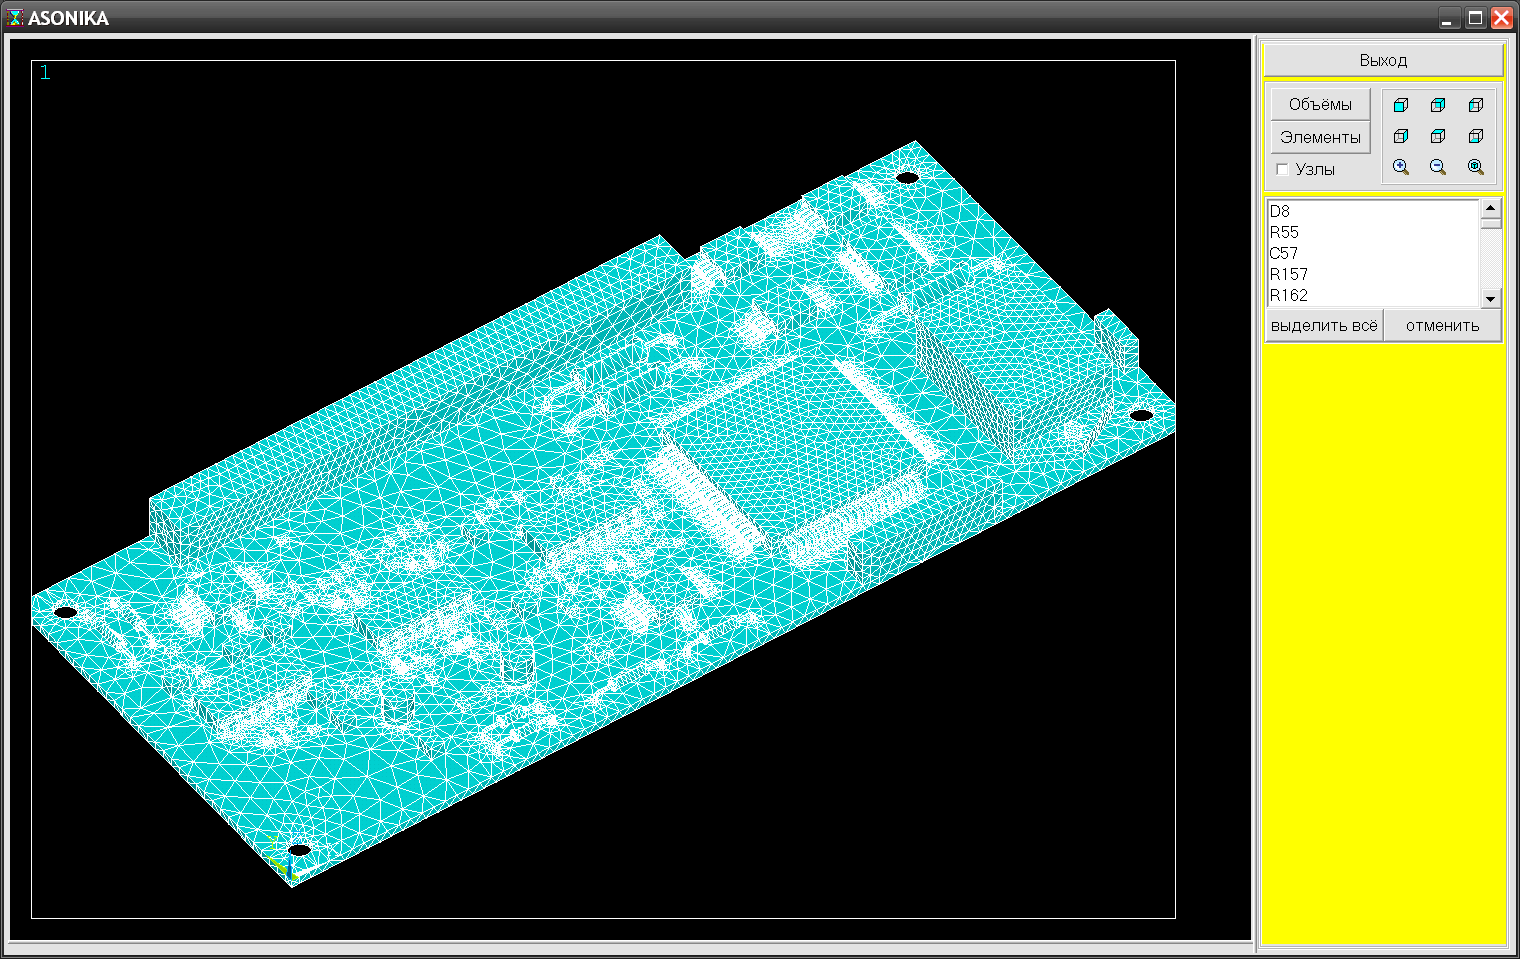 ASONIKA
1
Выход
Объёмы
Элементы
Узлы
D8
R55
C57
R157
R162
выделить всё
отменить